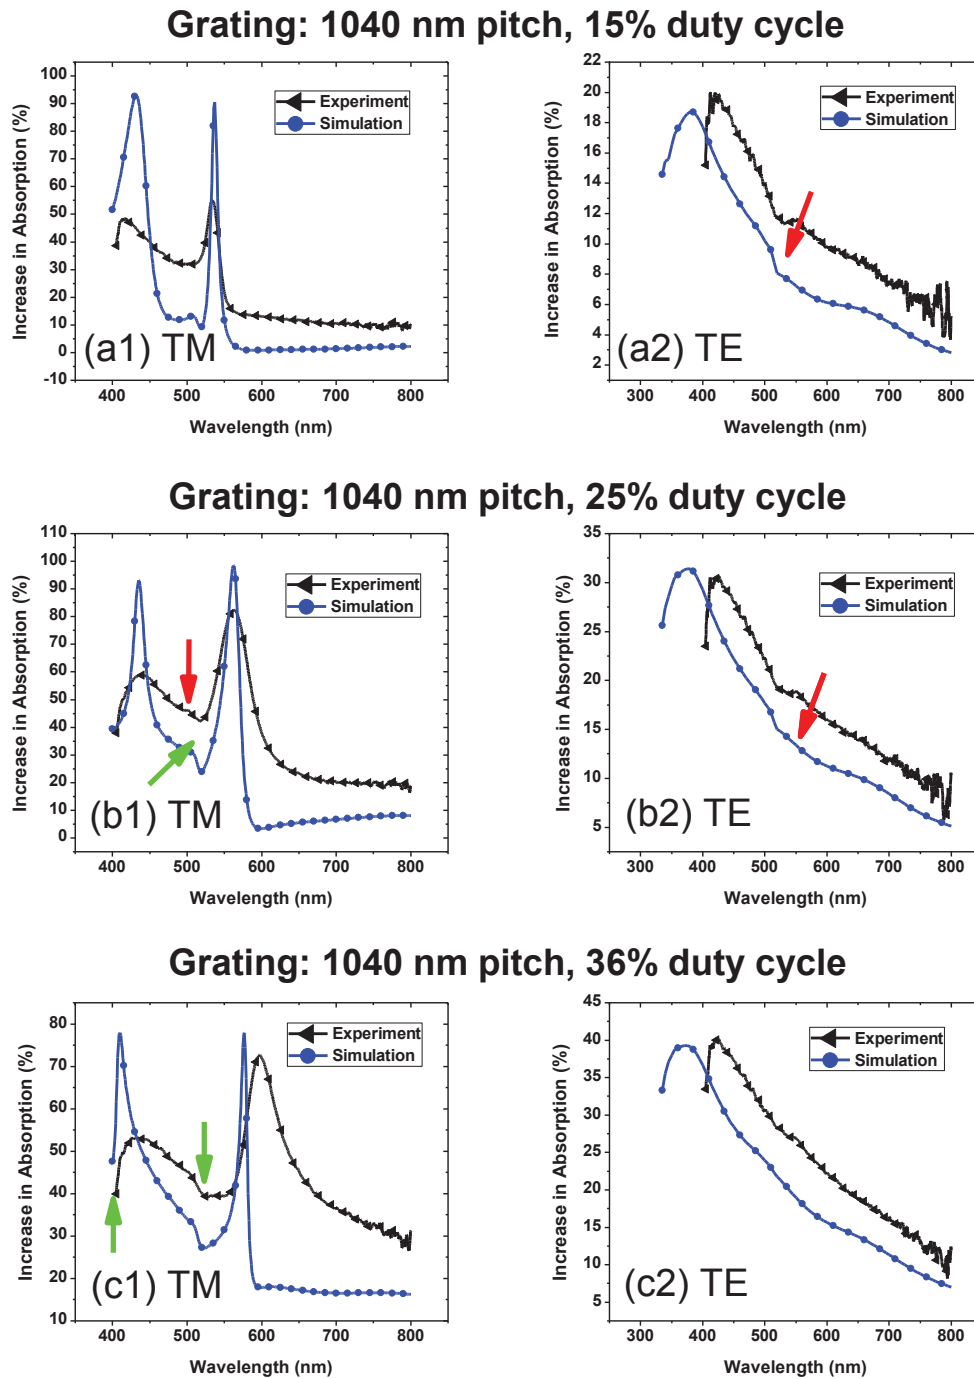 Grating: 1040 nm pitch, 15% duty cycle
Increase in Absorption (%)
100
90
80
70
60
50
40
30
20
10
0
-10
Experiment
Simulation
(a1) TM
400 500 600 700 800
Wavelength (nm)
Increase in Absorption (%)
22
20
18
16
14
12
10
8
6
4
2
Experiment
Simulation
(a2) TE
300 400 500 600 700 800
Wavelength (nm)
Grating: 1040 nm pitch, 25% duty cycle
Increase in Absorption (%)
110
100
90
80
70
60
50
40
30
20
10
0
Experiment
Simulation
(b1) TM
400 500 600 700 800
Wavelength (nm)
Increase in Absorption (%)
35
30
25
20
15
10
5
Experiment
Simulation
(b2) TE
300 400 500 600 700 800
Wavelength (nm)
Grating: 1040 nm pitch, 36% duty cycle
Increase in Absorption (%)
80
70
60
50
40
30
20
10
Experiment
Simulation
(c1) TM
400 500 600 700 800
Wavelength (nm)
Increase in Absorption (%)
45
40
35
30
25
20
15
10
5
Experiment
Simulation
(c2) TE
300 400 500 600 700 800
Wavelength (nm)